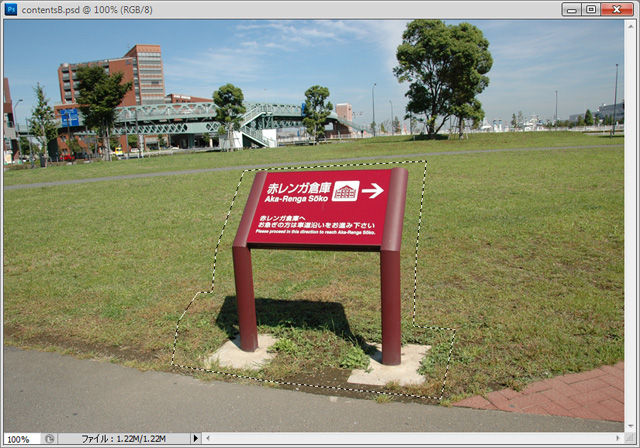 contentsB.psd @ 100% (RGB/8)
赤レンガ倉庫
Aka-Renga Sōko
赤レンガ倉庫へ
お急ぎの方は車道沿いをお進み下さい
Please proceed in this direction to reach Aka-Renga Sōko.
100%
ファイル : 1.22M/1.22M